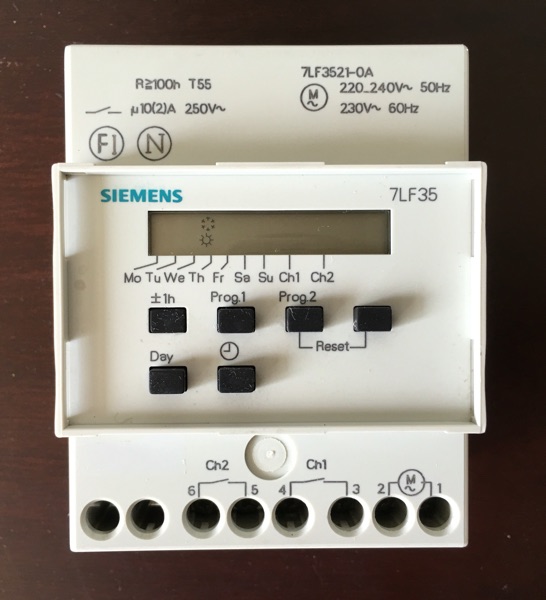 R≧100h T55
7LF3521-0A
220...240V~ 50Hz
230V~ 60Hz
M
~
µ10(2)A 250V~
FI N
SIEMENS 7LF35
Mo Tu We Th Fr Sa Su Ch1 Ch2
±1h Prog.1 Prog.2
Reset
Day
Ch2 Ch1
M
~
6 5 4 3 2 1